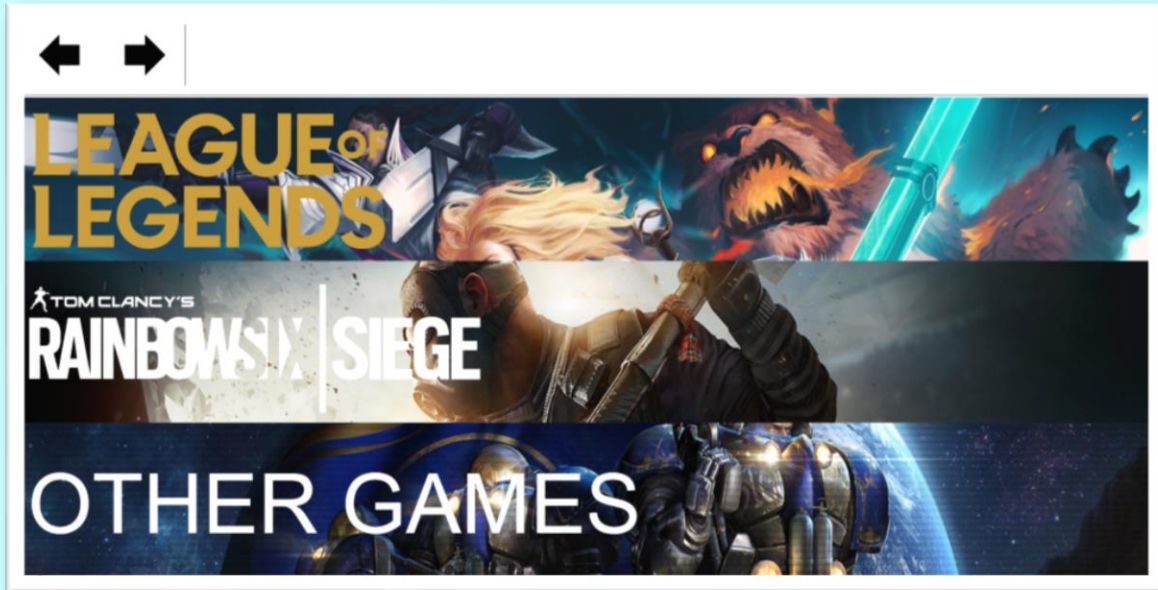 LEAGUE OF
LEGENDS
TOM CLANCY'S
RAINBOWSIX | SIEGE
OTHER GAMES